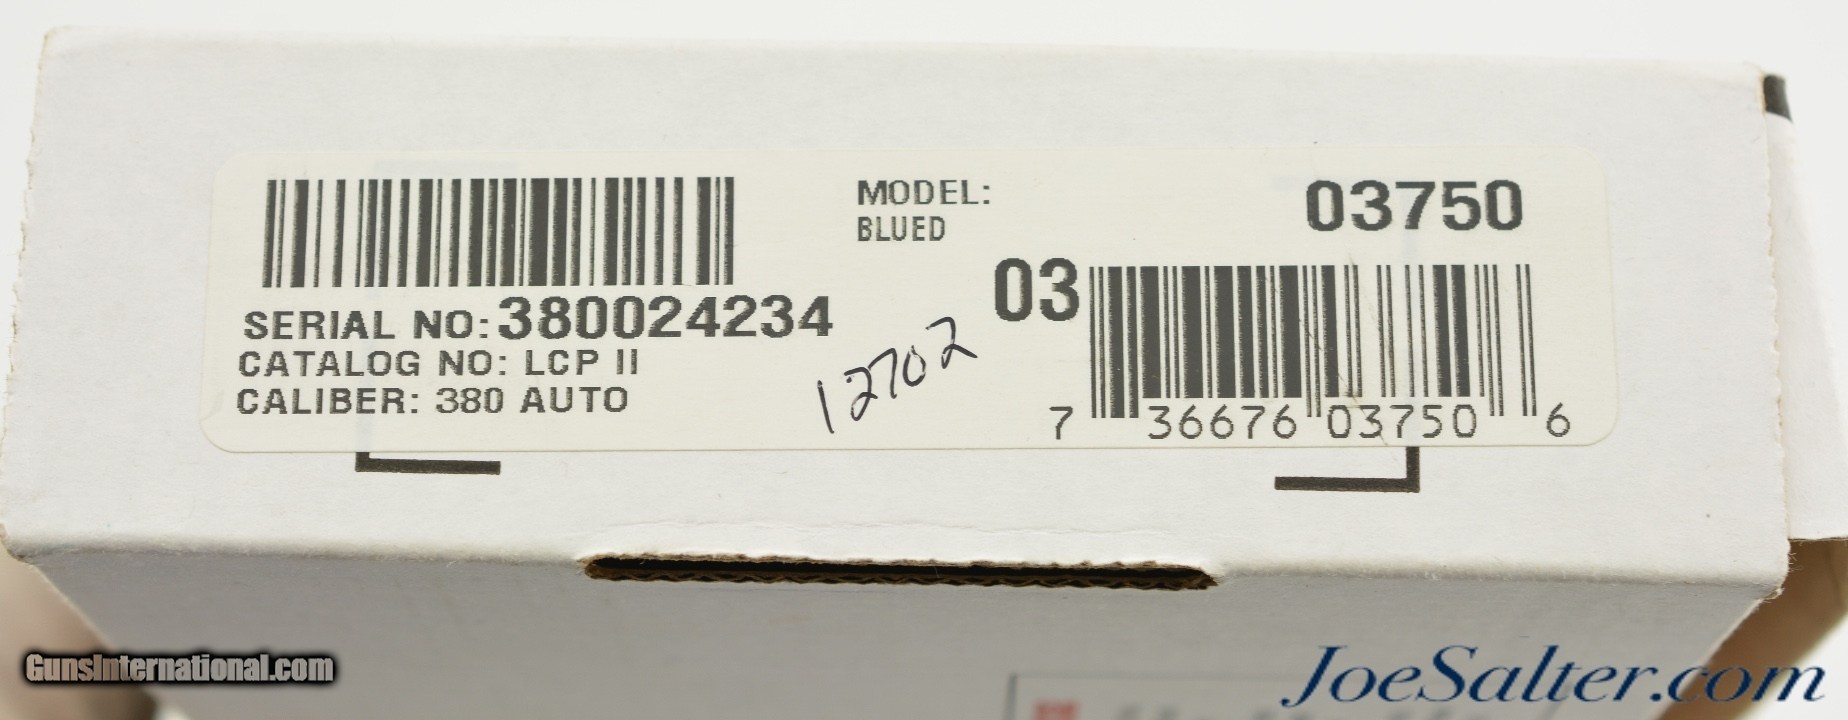 MODEL: 03750
BLUED
03
SERIAL NO: 380024234
CATALOG NO: LCP II
CALIBER: 380 AUTO
12702
7 36676 03750 6
GunsInternational.com
JoeSalter.com